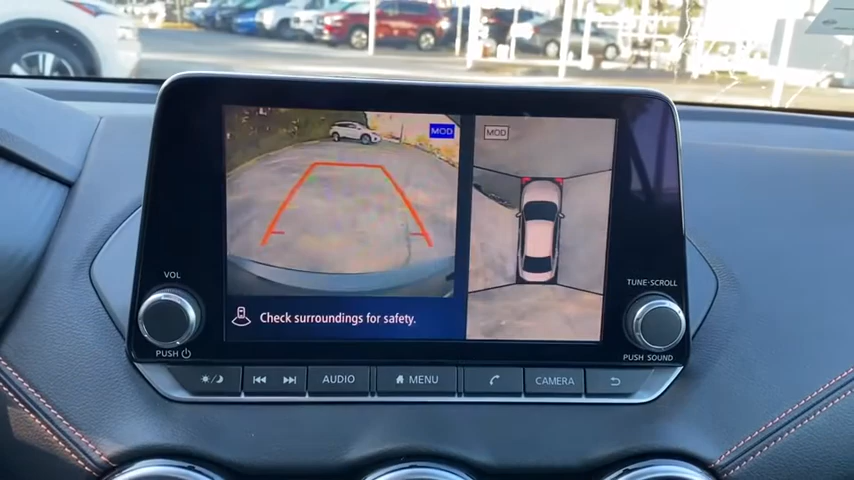 MOD
MOD
VOL
TUNE·SCROLL
Check surroundings for safety.
PUSH
PUSH SOUND
AUDIO
MENU
CAMERA